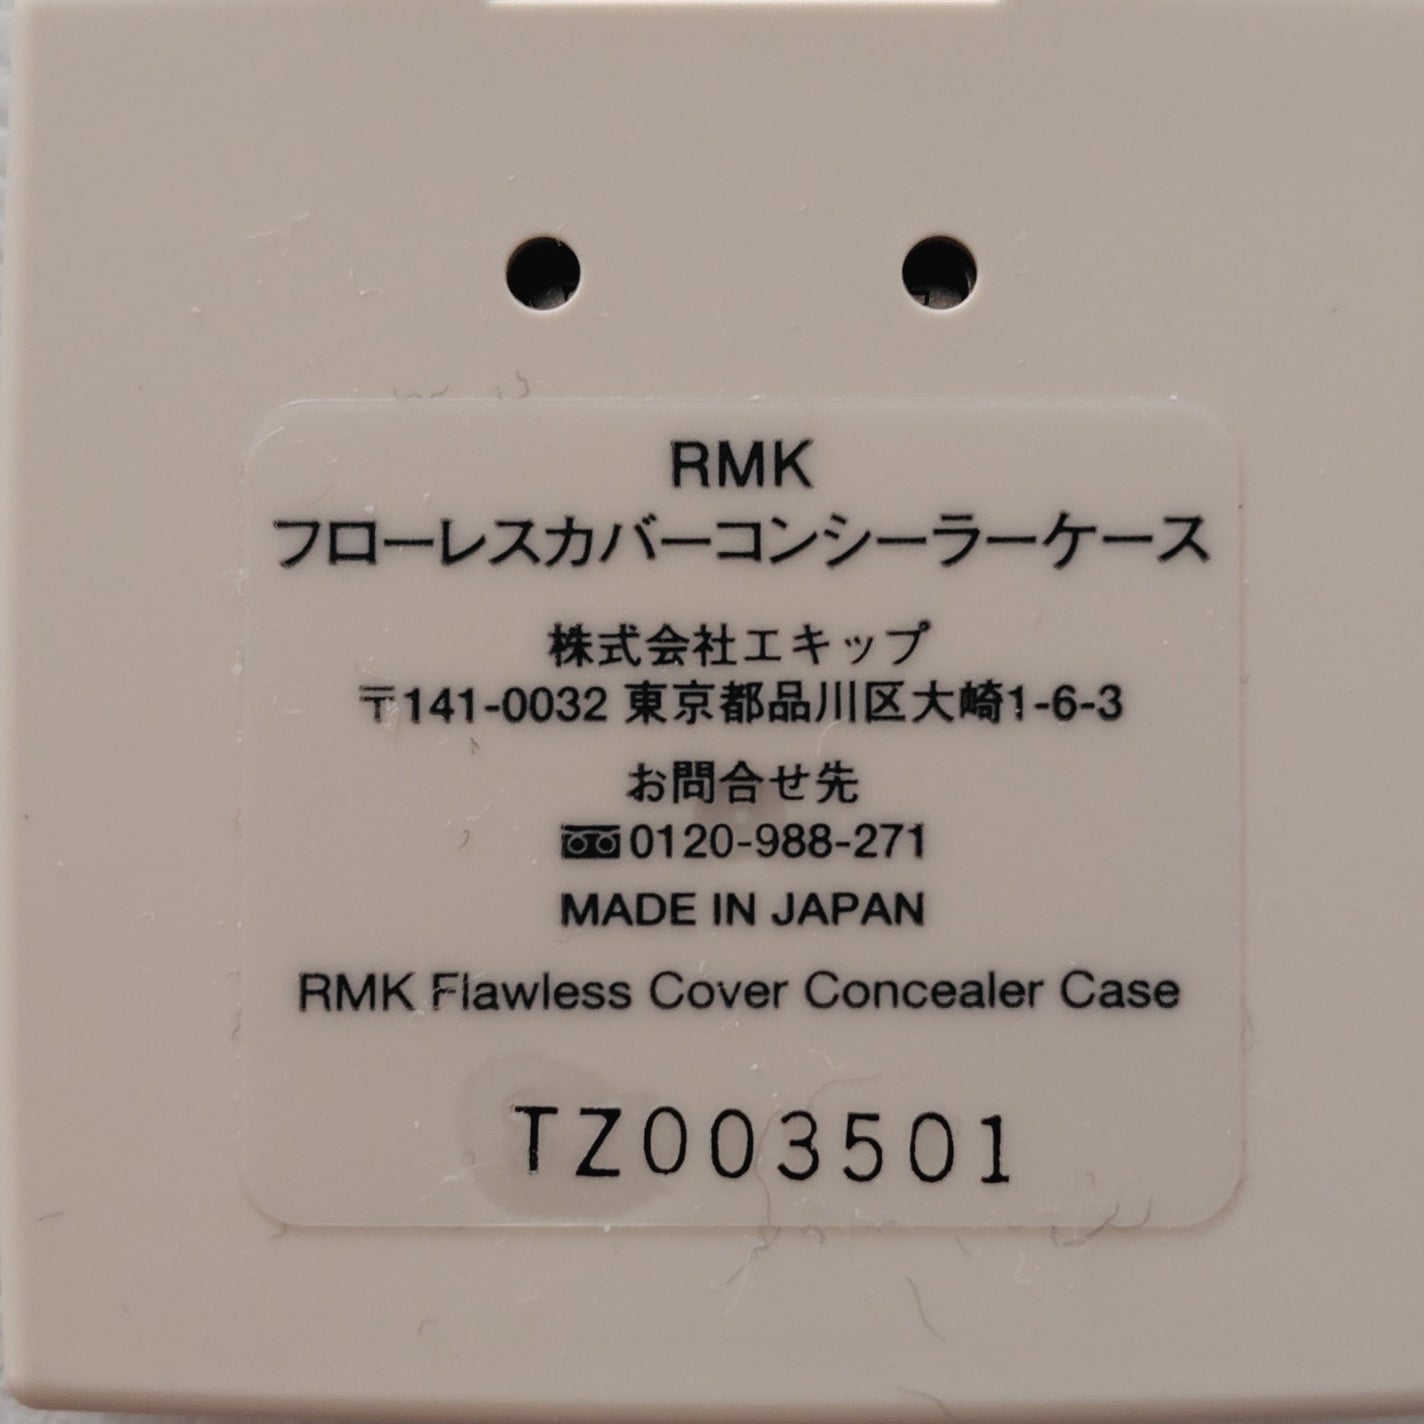 RMK
フローレスカバーコンシーラーケース
株式会社エキップ
〒141-0032 東京都品川区大崎1-6-3
お問合せ先
0120-988-271
MADE IN JAPAN
RMK Flawless Cover Concealer Case
TZ003501